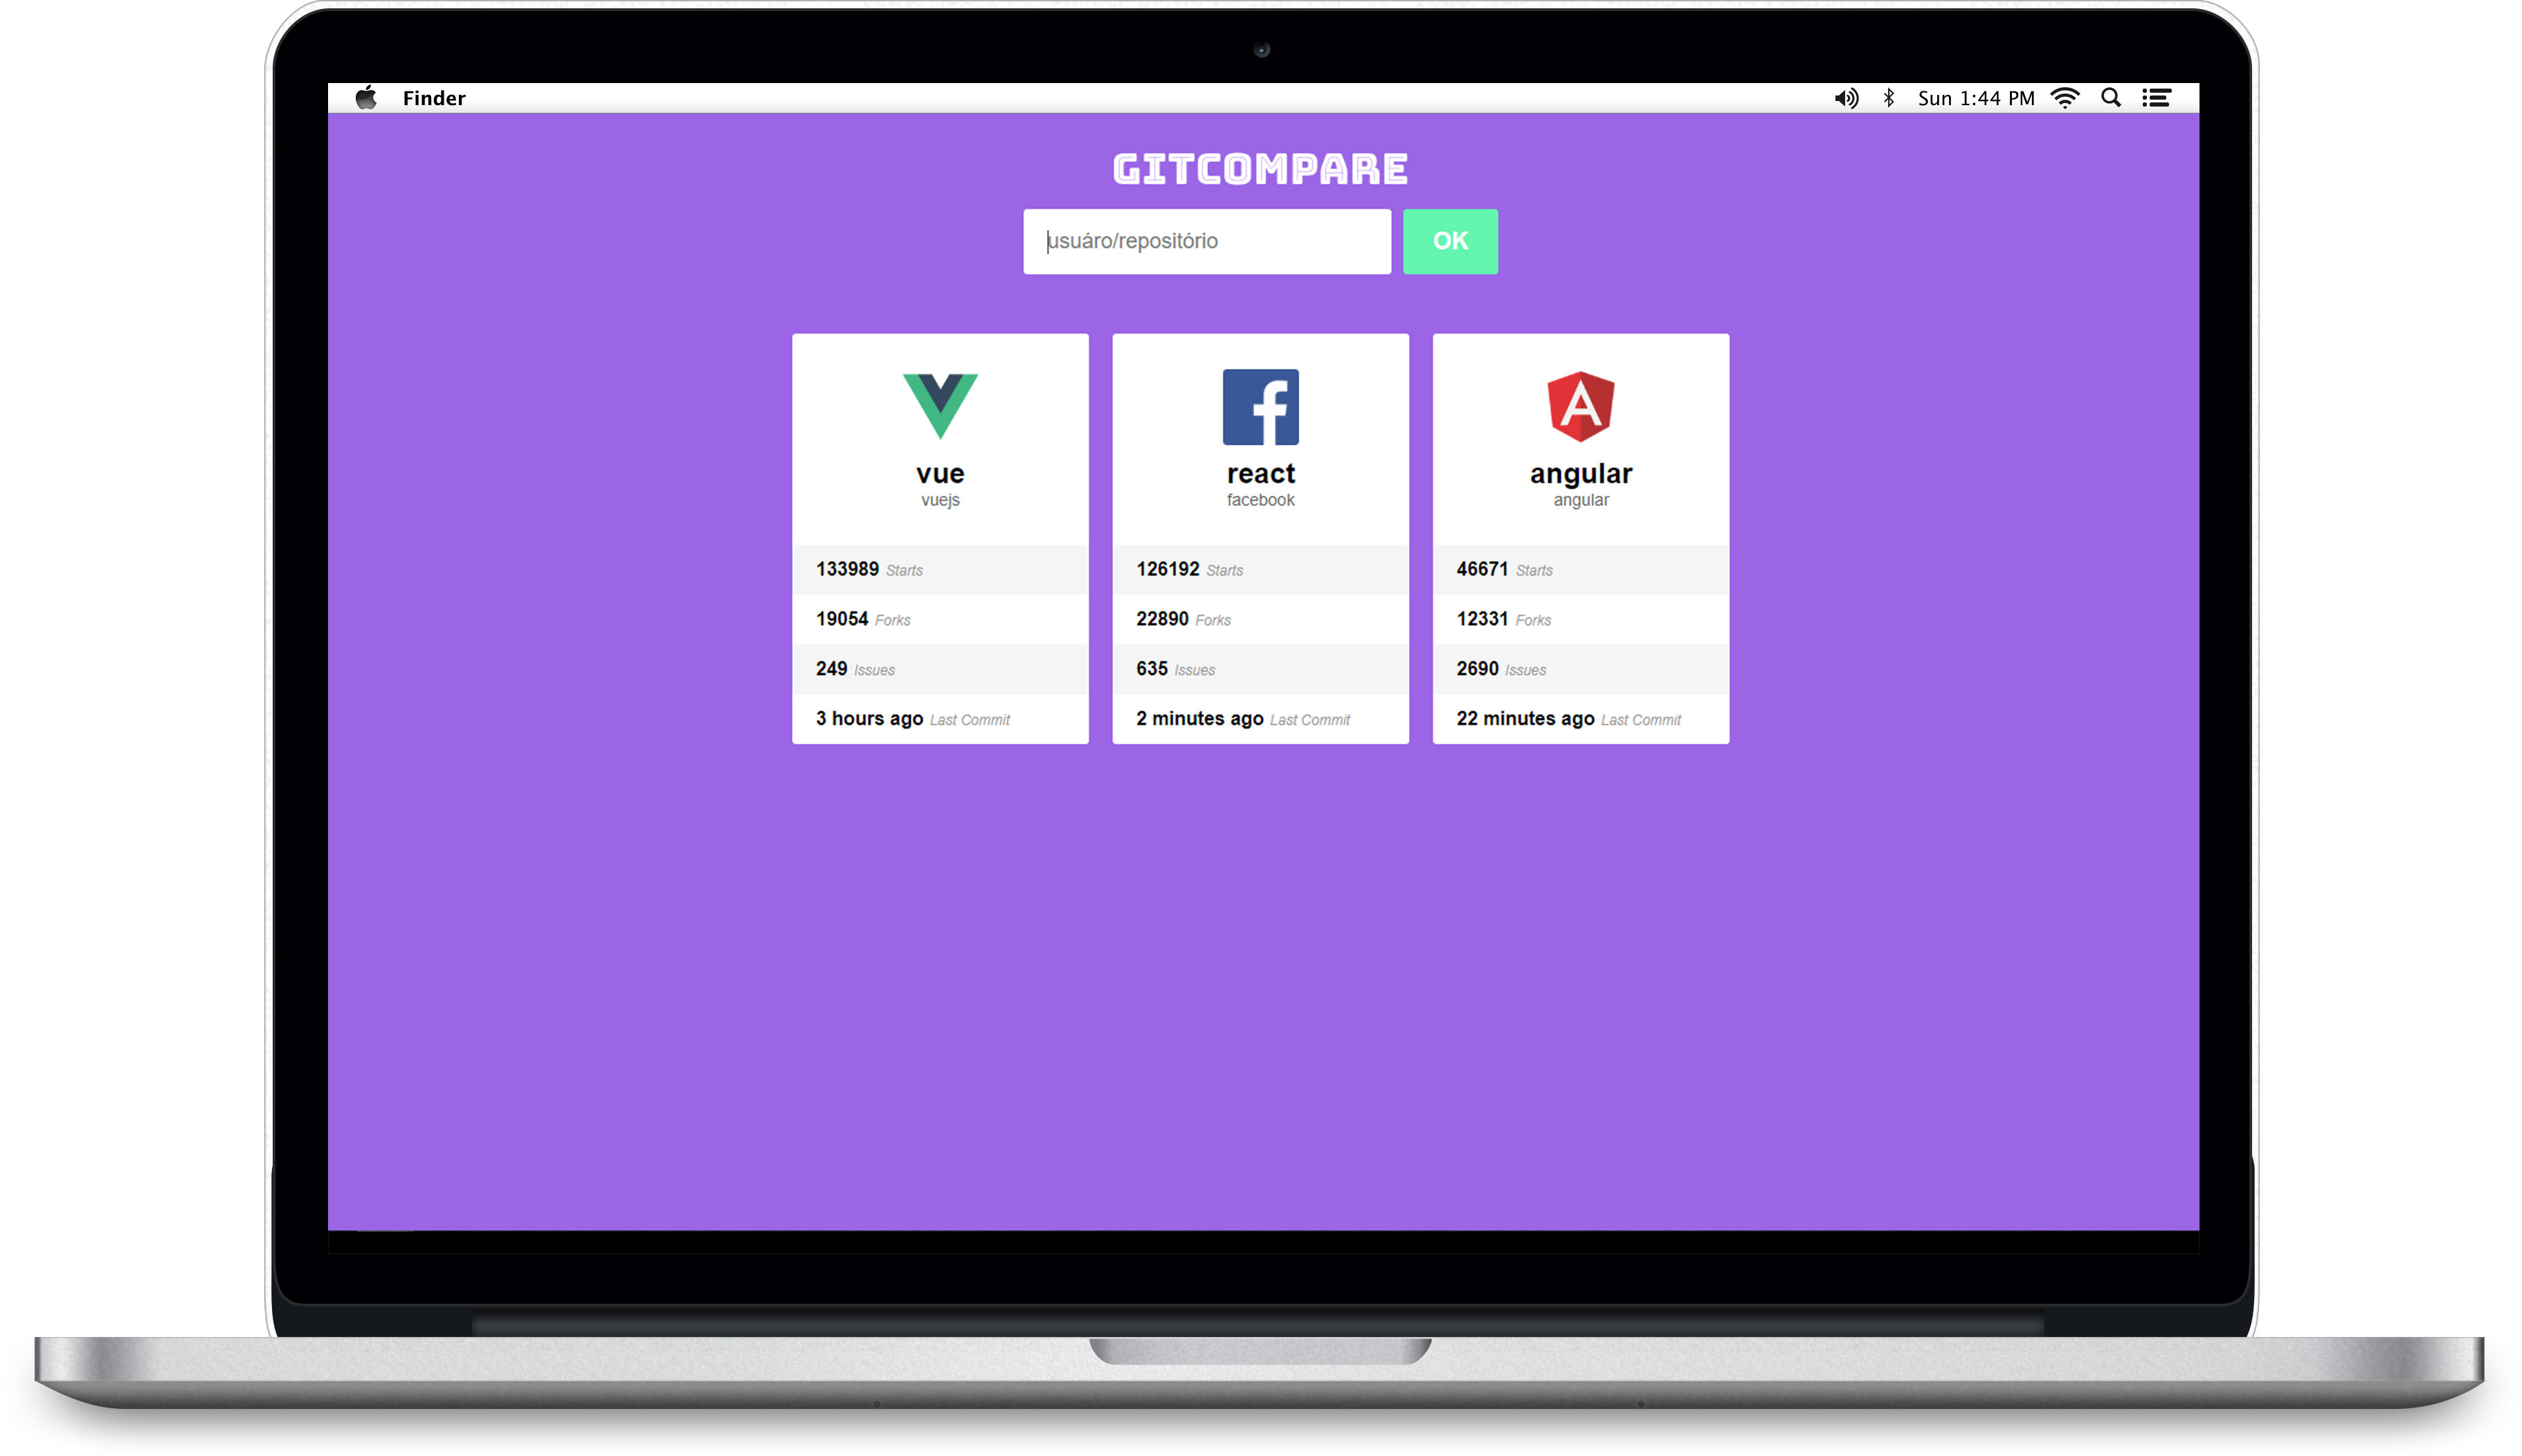 Finder
Sun 1:44 PM
GITCOMPARE
usuáro/repositório
OK
vue
vuejs
133989 Starts
19054 Forks
249 Issues
3 hours ago Last Commit
react
facebook
126192 Starts
22890 Forks
635 Issues
2 minutes ago Last Commit
angular
angular
46671 Starts
12331 Forks
2690 Issues
22 minutes ago Last Commit